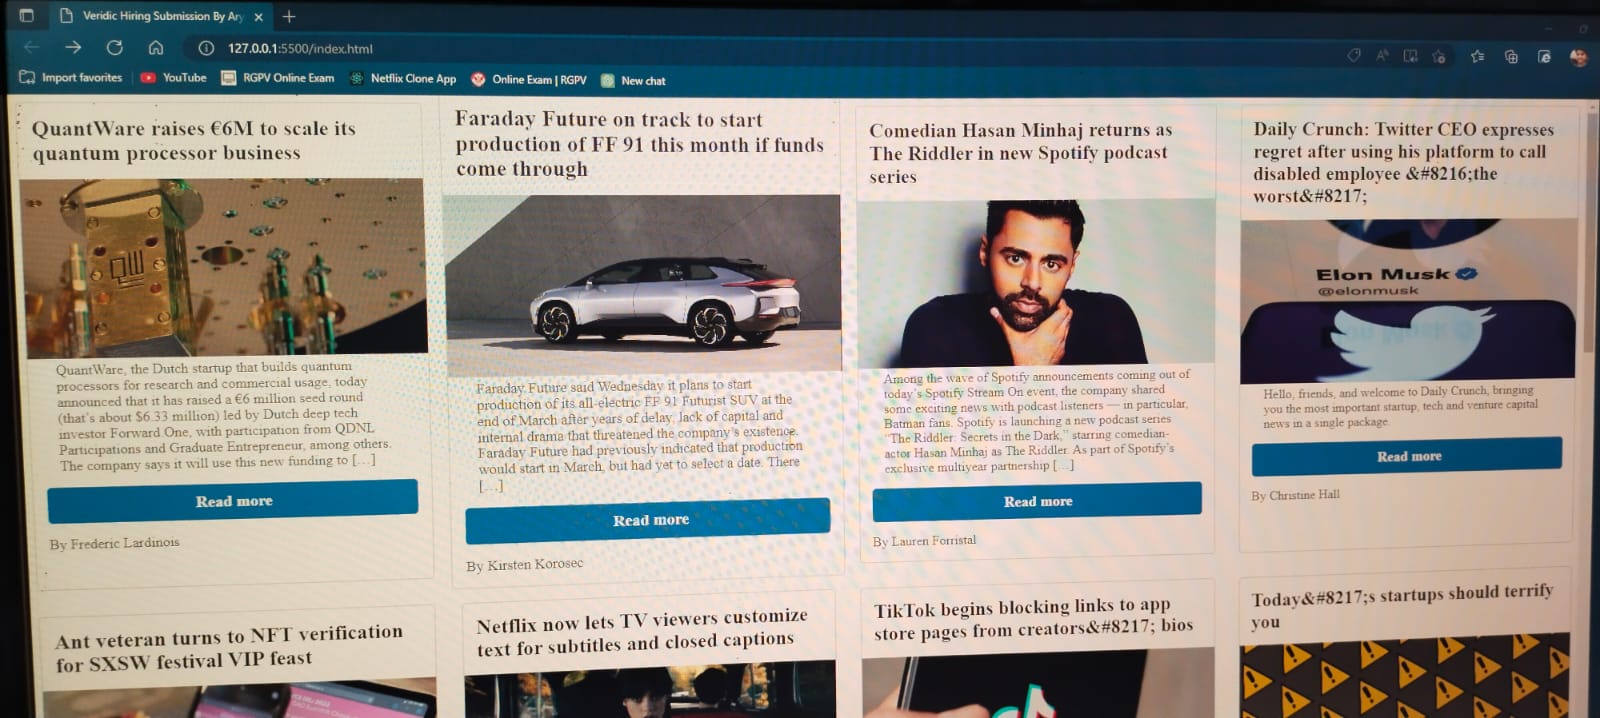 Veridic Hiring Submission By Ary
127.0.0.1:5500/index.html
Import favorites
YouTube
RGPV Online Exam
Netflix Clone App
Online Exam | RGPV
New chat
QuantWare raises €6M to scale its
quantum processor business
QW
QuantWare, the Dutch startup that builds quantum
processors for research and commercial usage, today
announced that it has raised a €6 million seed round
(that's about $6.33 million) led by Dutch deep tech
investor Forward One, with participation from QDNL
Participations and Graduate Entrepreneur, among others.
The company says it will use this new funding to […]
Read more
By Frederic Lardinois
Faraday Future on track to start
production of FF 91 this month if funds
come through
Faraday Future said Wednesday it plans to start
production of its all-electric FF 91 Futurist SUV at the
end of March after years of delay, lack of capital and
internal drama that threatened the company's existence.
Faraday Future had previously indicated that production
would start in March, but had yet to select a date. There
[…]
Read more
By Kirsten Korosec
Comedian Hasan Minhaj returns as
The Riddler in new Spotify podcast
series
Among the wave of Spotify announcements coming out of
today's Spotify Stream On event, the company shared
some exciting news with podcast listeners — in particular,
Batman fans. Spotify is launching a new podcast series
"The Riddler: Secrets in the Dark," starring comedian-
actor Hasan Minhaj as The Riddler. As part of Spotify's
exclusive multiyear partnership […]
Read more
By Lauren Forristal
Daily Crunch: Twitter CEO expresses
regret after using his platform to call
disabled employee &#8216;the
worst&#8217;
Elon Musk
@elonmusk
Hello, friends, and welcome to Daily Crunch, bringing
you the most important startup, tech and venture capital
news in a single package.
Read more
By Christine Hall
Ant veteran turns to NFT verification
for SXSW festival VIP feast
Netflix now lets TV viewers customize
text for subtitles and closed captions
TikTok begins blocking links to app
store pages from creators&#8217; bios
Today&#8217;s startups should terrify
you